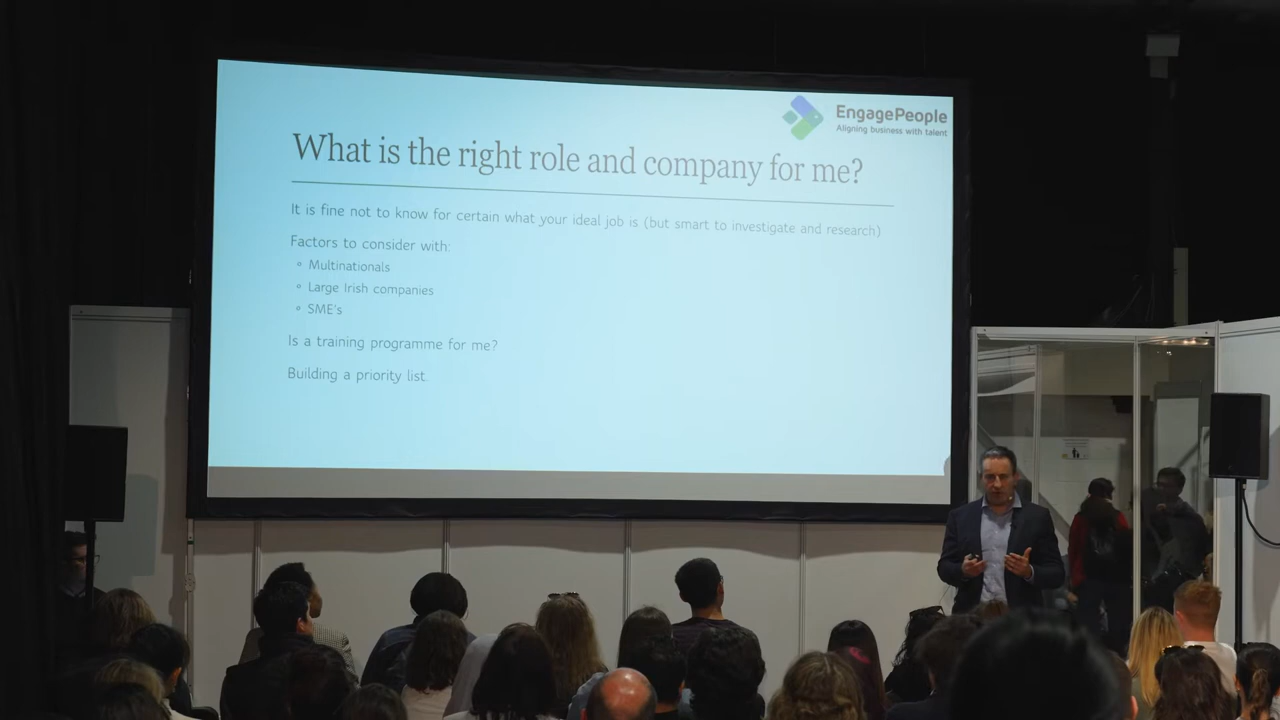 EngagePeople
Aligning business with talent
What is the right role and company for me?
It is fine not to know for certain what your ideal job is (but smart to investigate and research)
Factors to consider with:
Multinationals
Large Irish companies
SME's
Is a training programme for me?
Building a priority list.